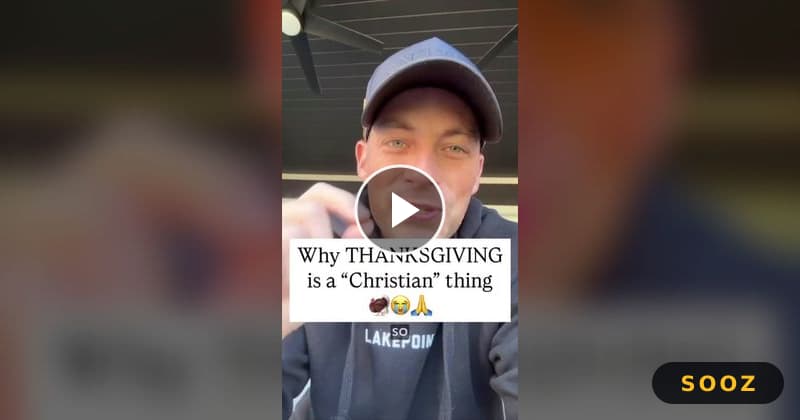 Why THANKSGIVING
is a “Christian” thing
🦃😭🙏
SO
LAKEPOIN
SOOZ